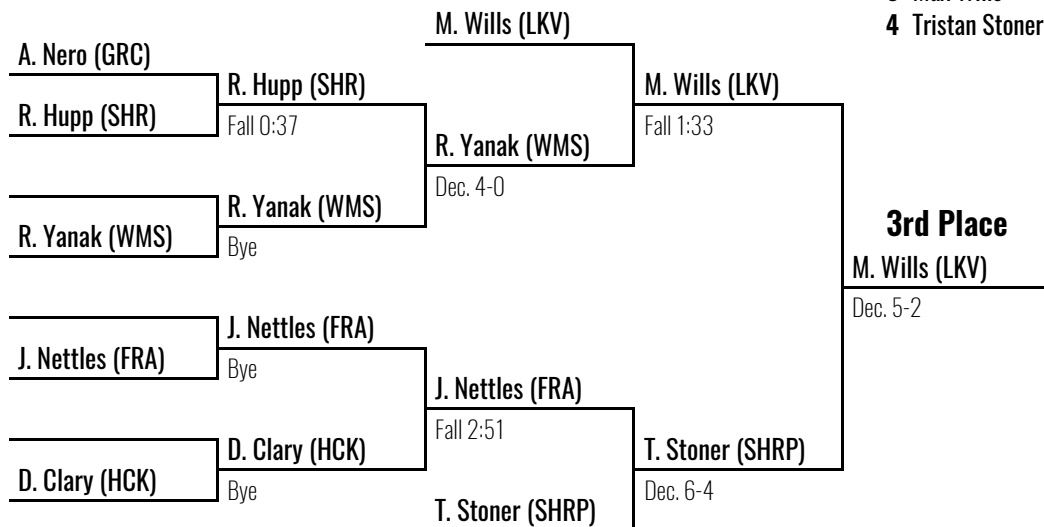 4 Tristan Stoner
A. Nero (GRC)
R. Hupp (SHR)
R. Hupp (SHR)
Fall 0:37
R. Yanak (WMS)
R. Yanak (WMS)
Bye
J. Nettles (FRA)
J. Nettles (FRA)
Bye
D. Clary (HCK)
D. Clary (HCK)
Bye
M. Wills (LKV)
R. Yanak (WMS)
Dec. 4-0
J. Nettles (FRA)
Fall 2:51
T. Stoner (SHRP)
M. Wills (LKV)
Fall 1:33
T. Stoner (SHRP)
Dec. 6-4
3rd Place
M. Wills (LKV)
Dec. 5-2